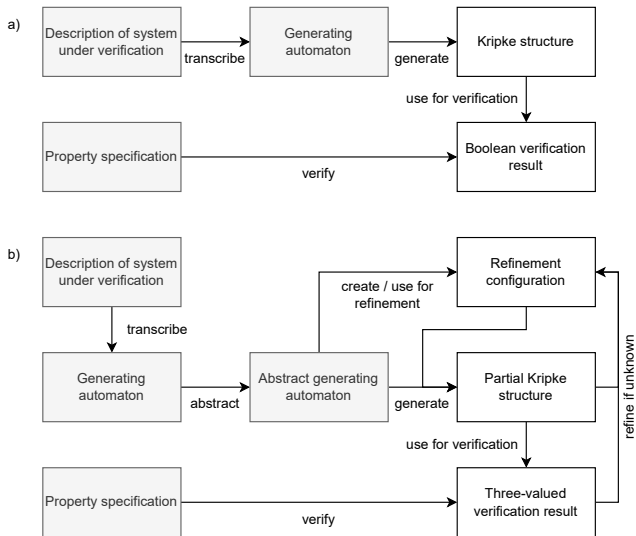 a)
Description of system
under verification
transcribe
Generating
automaton
generate
Kripke structure
use for verification
Property specification
verify
Boolean verification
result
b)
Description of system
under verification
transcribe
create / use for
refinement
Refinement
configuration
Generating
automaton
abstract
Abstract generating
automaton
generate
Partial Kripke
structure
refine if unknown
use for verification
Property specification
verify
Three-valued
verification result